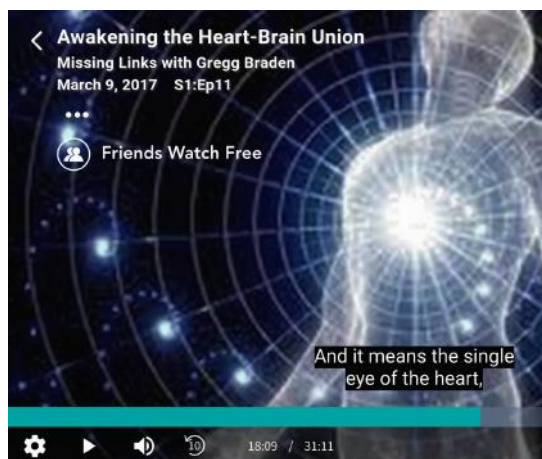 Awakening the Heart-Brain Union
Missing Links with Gregg Braden
March 9, 2017 S1:Ep11
Friends Watch Free
And it means the single
eye of the heart,
10
18:09 / 31:11